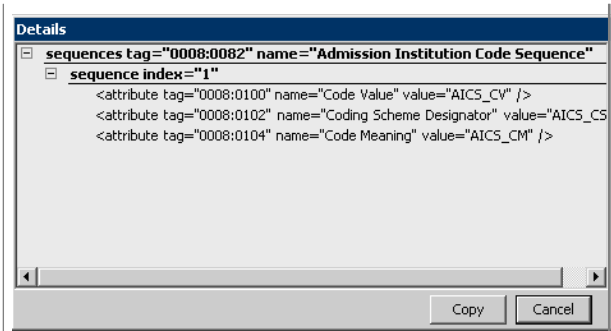 Details
sequences tag="0008:0082" name="Admission Institution Code Sequence"
sequence index="1"
<attribute tag="0008:0100" name="Code Value" value="AICS_CV" />
<attribute tag="0008:0102" name="Coding Scheme Designator" value="AICS_CS
<attribute tag="0008:0104" name="Code Meaning" value="AICS_CM" />
Copy Cancel